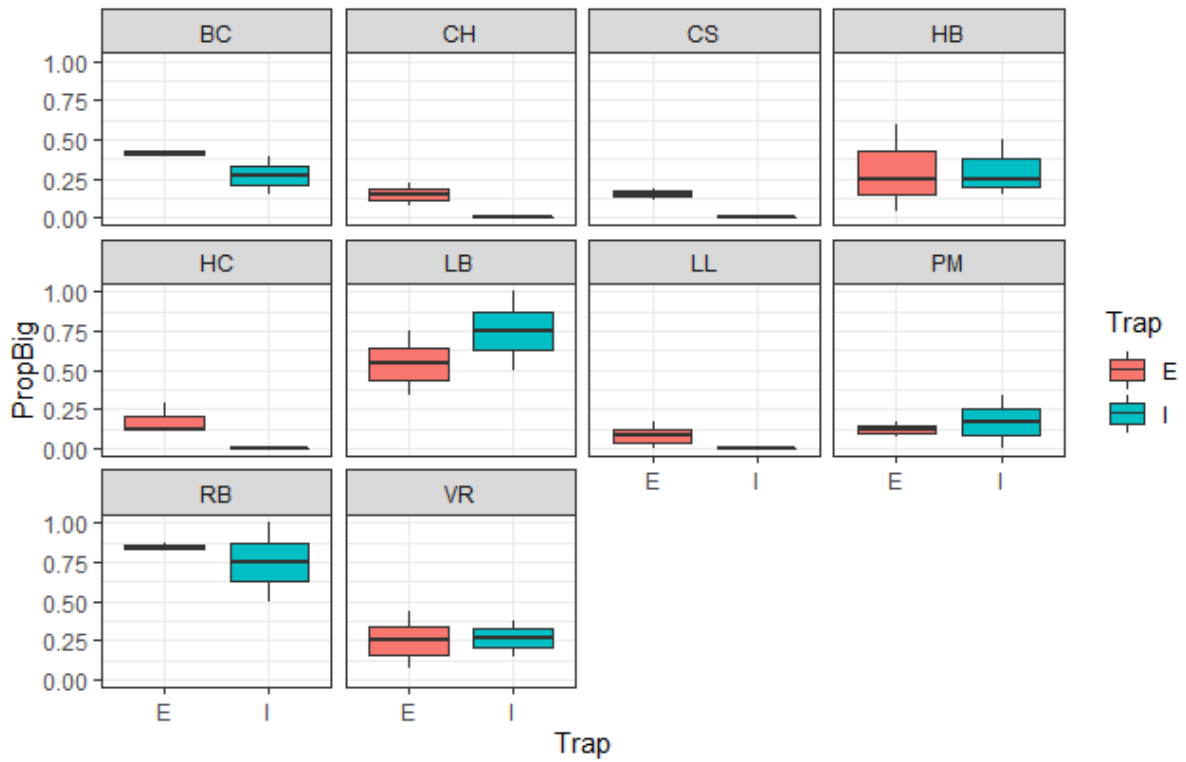 BC CH CS HB
1.00
0.75
0.50
0.25
0.00
HC LB LL PM
1.00
0.75
0.50
0.25
0.00
PropBig
Trap
E
I
E I E I
RB VR
1.00
0.75
0.50
0.25
0.00
E I E I
Trap